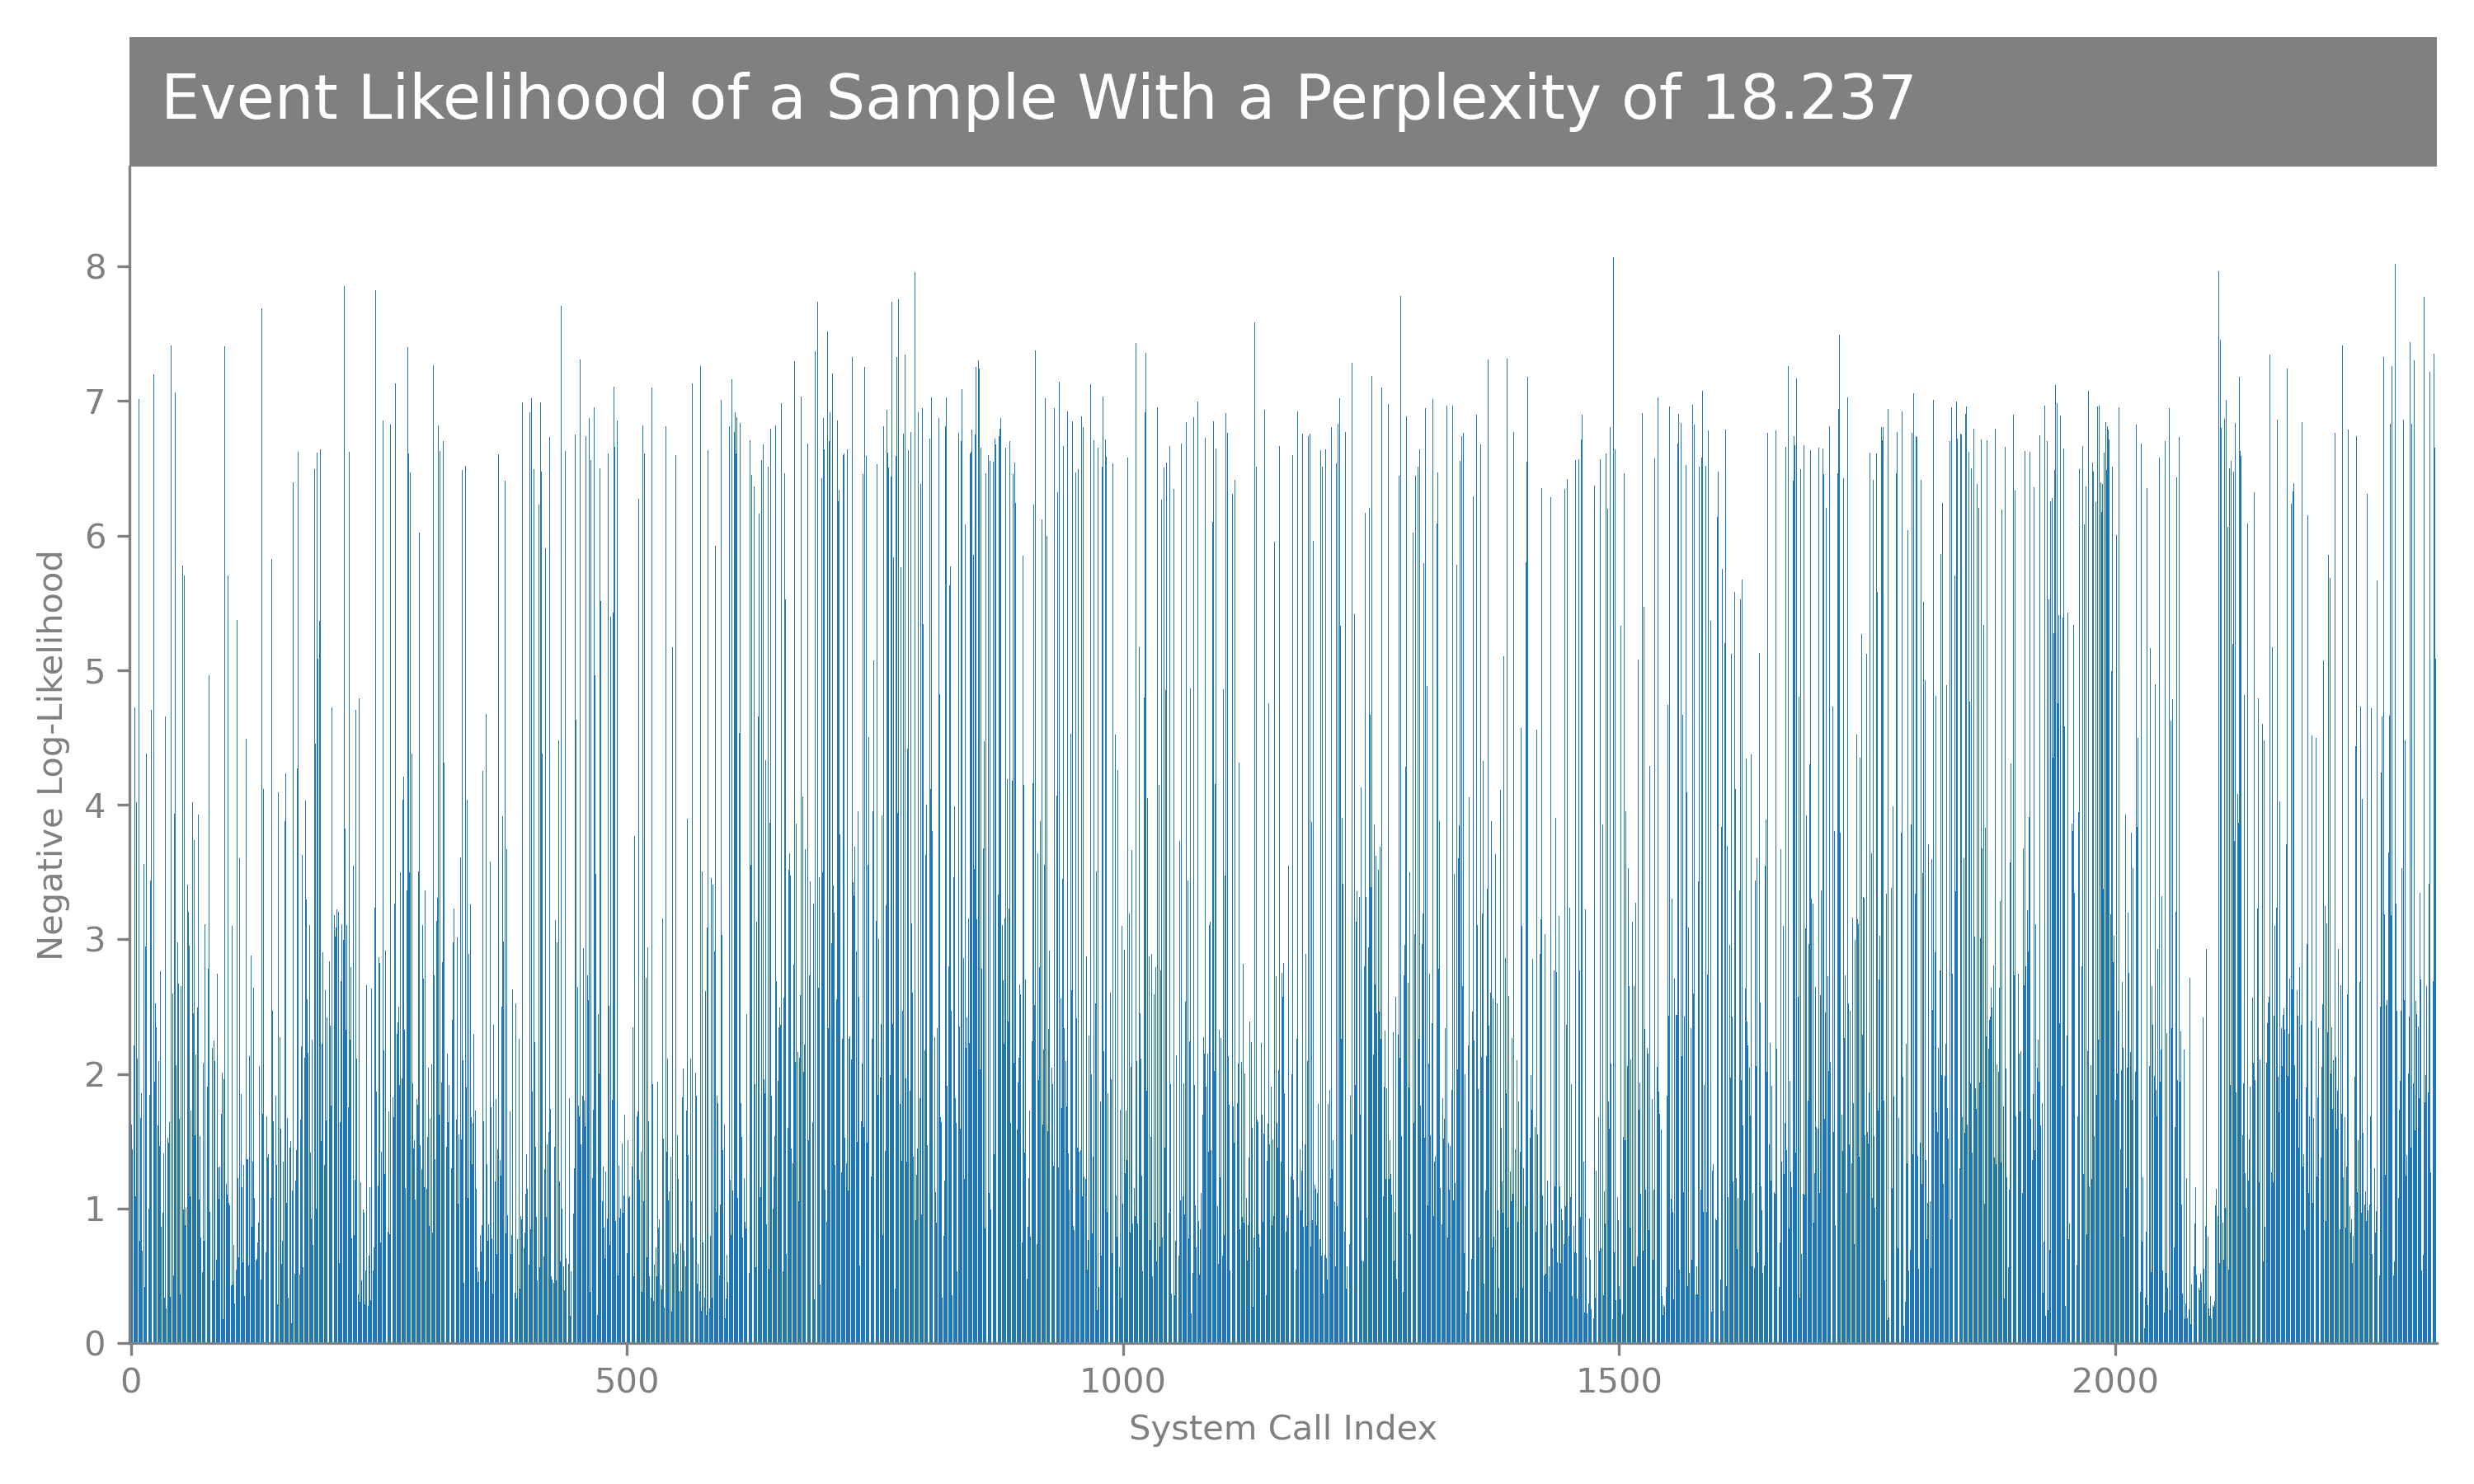 Event Likelihood of a Sample With a Perplexity of 18.237
8
7
6
5
4
3
2
1
0
Negative Log-Likelihood
0 500 1000 1500 2000
System Call Index